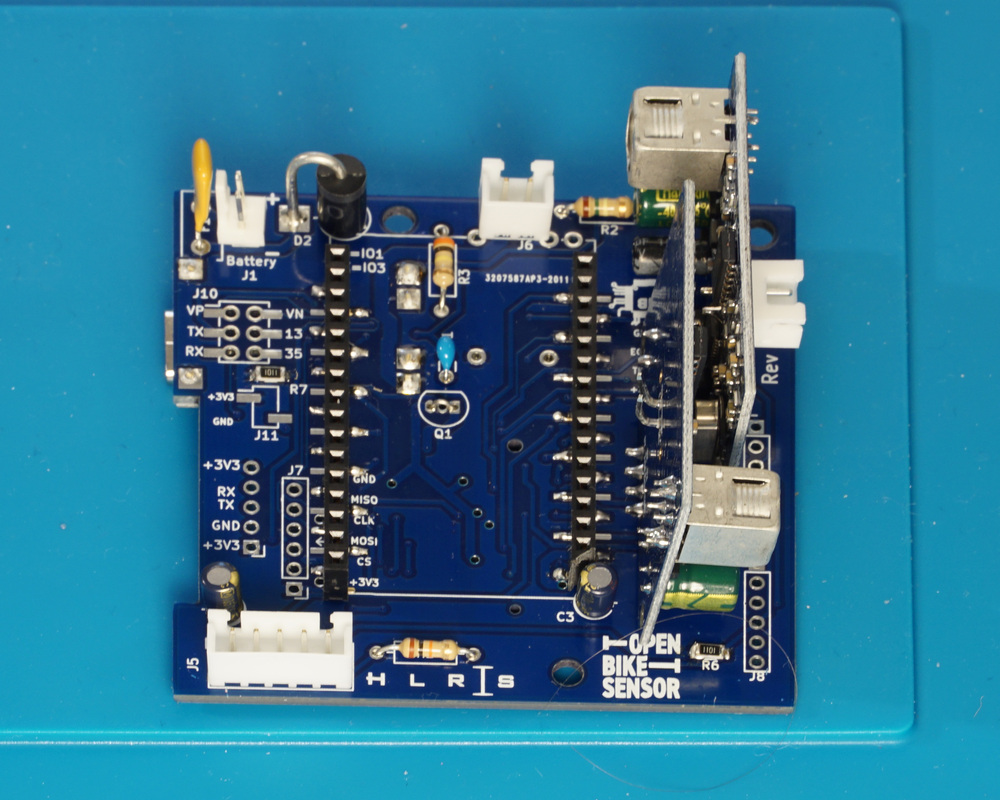 +
D2
Battery
J1
J6
R2
=IO1
=IO3
R3
3207587AP3-2011
J10
VP
VN
TX
13
RX
35
1011
R7
+3V3
GND
J11
Q1
Rev
+3V3
RX
TX
GND
+3V3
J7
GND
MISO
CLK
MOSI
CS
+3V3
C3
J5
H L R I S
OPEN
BIKE
SENSOR
1101
R6
J8